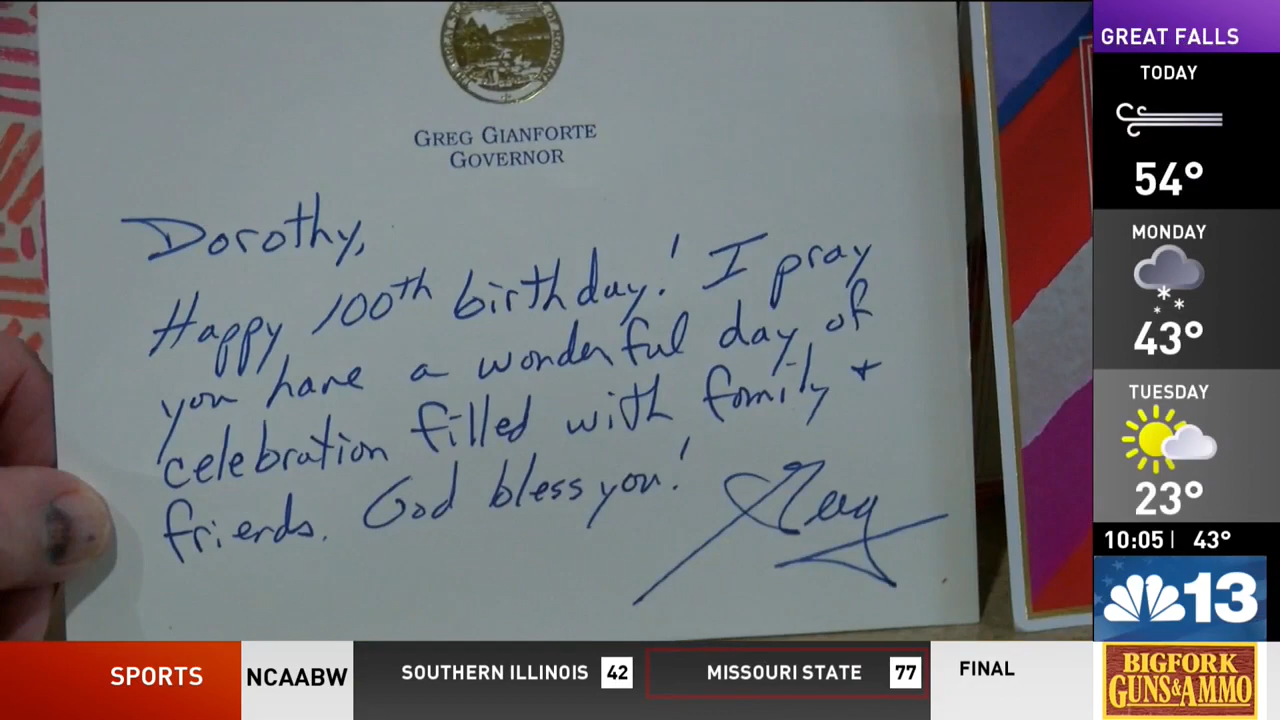 GREG GIANFORTE
GOVERNOR
Dorothy,
Happy 100th birthday! I pray
you have a wonderful day of
celebration filled with family +
friends. God bless you!
Greg
GREAT FALLS
TODAY
54°
MONDAY
43°
TUESDAY
23°
10:05 | 43°
13
SPORTS
NCAABW
SOUTHERN ILLINOIS 42
MISSOURI STATE 77
FINAL
BIGFORK
GUNS & AMMO